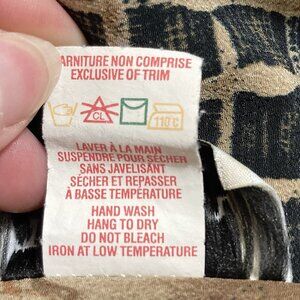 ARNITURE NON COMPRISE
EXCLUSIVE OF TRIM
CL
110°C
LAVER À LA MAIN
SUSPENDRE POUR SÉCHER
SANS JAVELISANT
SÉCHER ET REPASSER
À BASSE TEMPÉRATURE
HAND WASH
HANG TO DRY
DO NOT BLEACH
IRON AT LOW TEMPERATURE